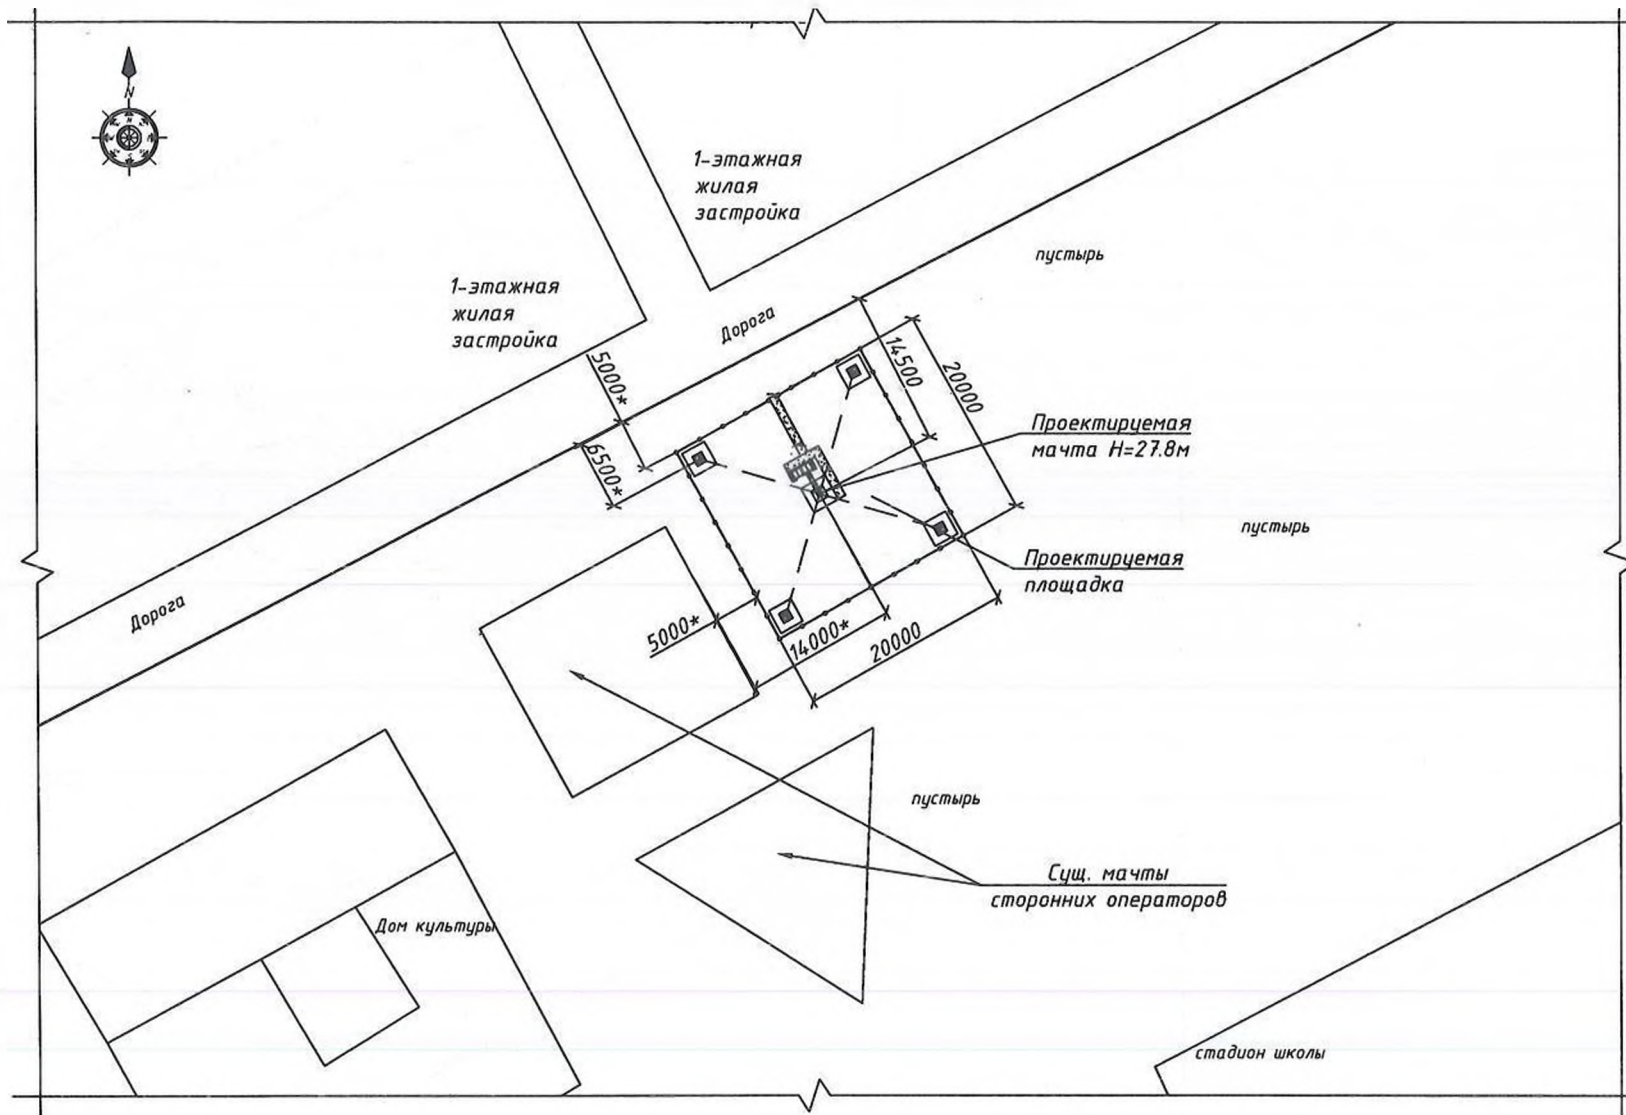 N
1-этажная
жилая
застройка
1-этажная
жилая
застройка
пустырь
Дорога
5000*
6500*
14500
20000
Проектируемая
мачта Н=27.8м
пустырь
Проектируемая
площадка
Дорога
5000*
14000*
20000
пустырь
Сущ. мачты
сторонних операторов
Дом культуры
стадион школы